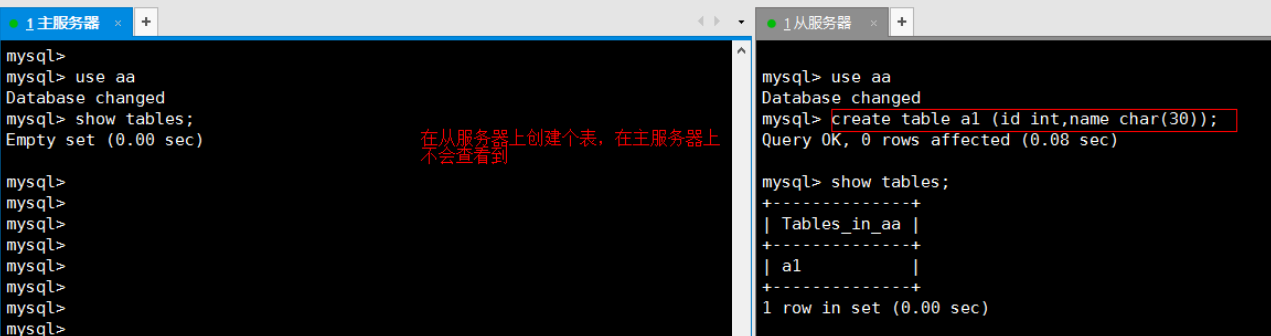 1 主服务器 × +
mysql>
mysql> use aa
Database changed
mysql> show tables;
Empty set (0.00 sec)
在从服务器上创建个表，在主服务器上
不会查看到
mysql>
mysql>
mysql>
mysql>
mysql>
mysql>
mysql>
mysql>
1 从服务器 × +
mysql> use aa
Database changed
mysql> create table a1 (id int,name char(30));
Query OK, 0 rows affected (0.08 sec)
mysql> show tables;
+--------------+
| Tables_in_aa |
+--------------+
| a1           |
+--------------+
1 row in set (0.00 sec)